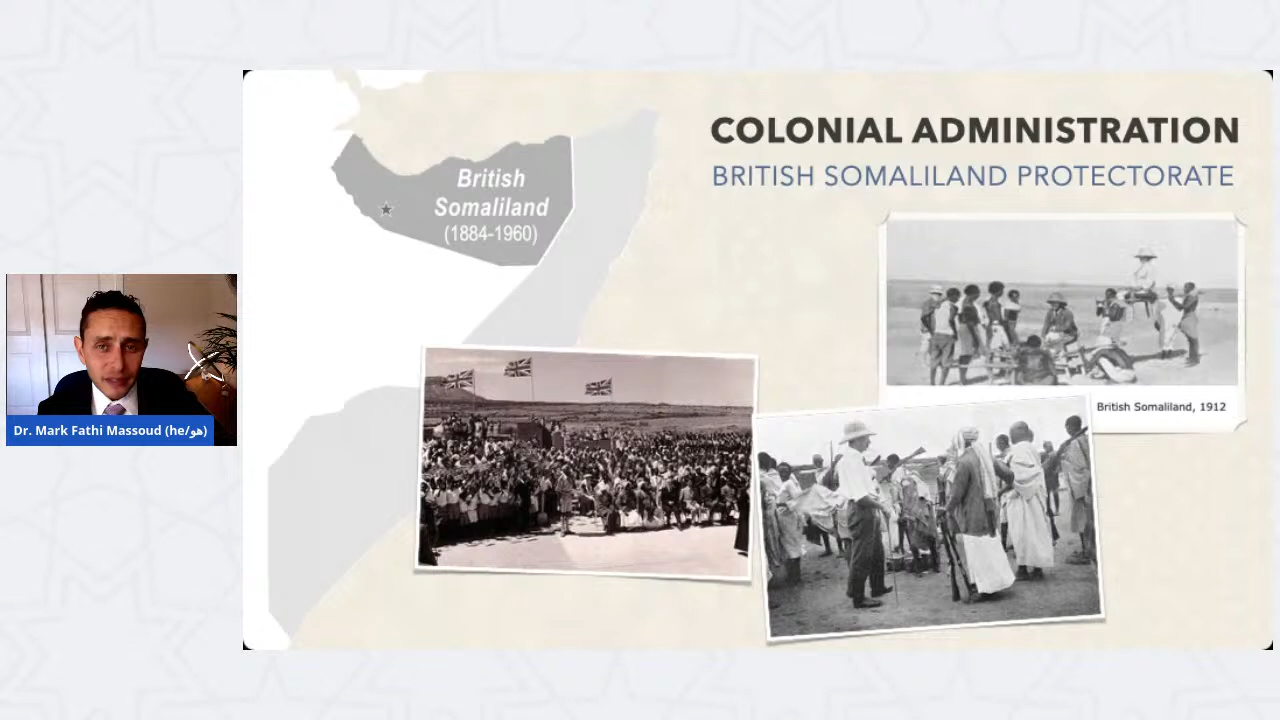 COLONIAL ADMINISTRATION
BRITISH SOMALILAND PROTECTORATE
British
Somaliland
(1884-1960)
British Somaliland, 1912
Dr. Mark Fathi Massoud (he/هو)